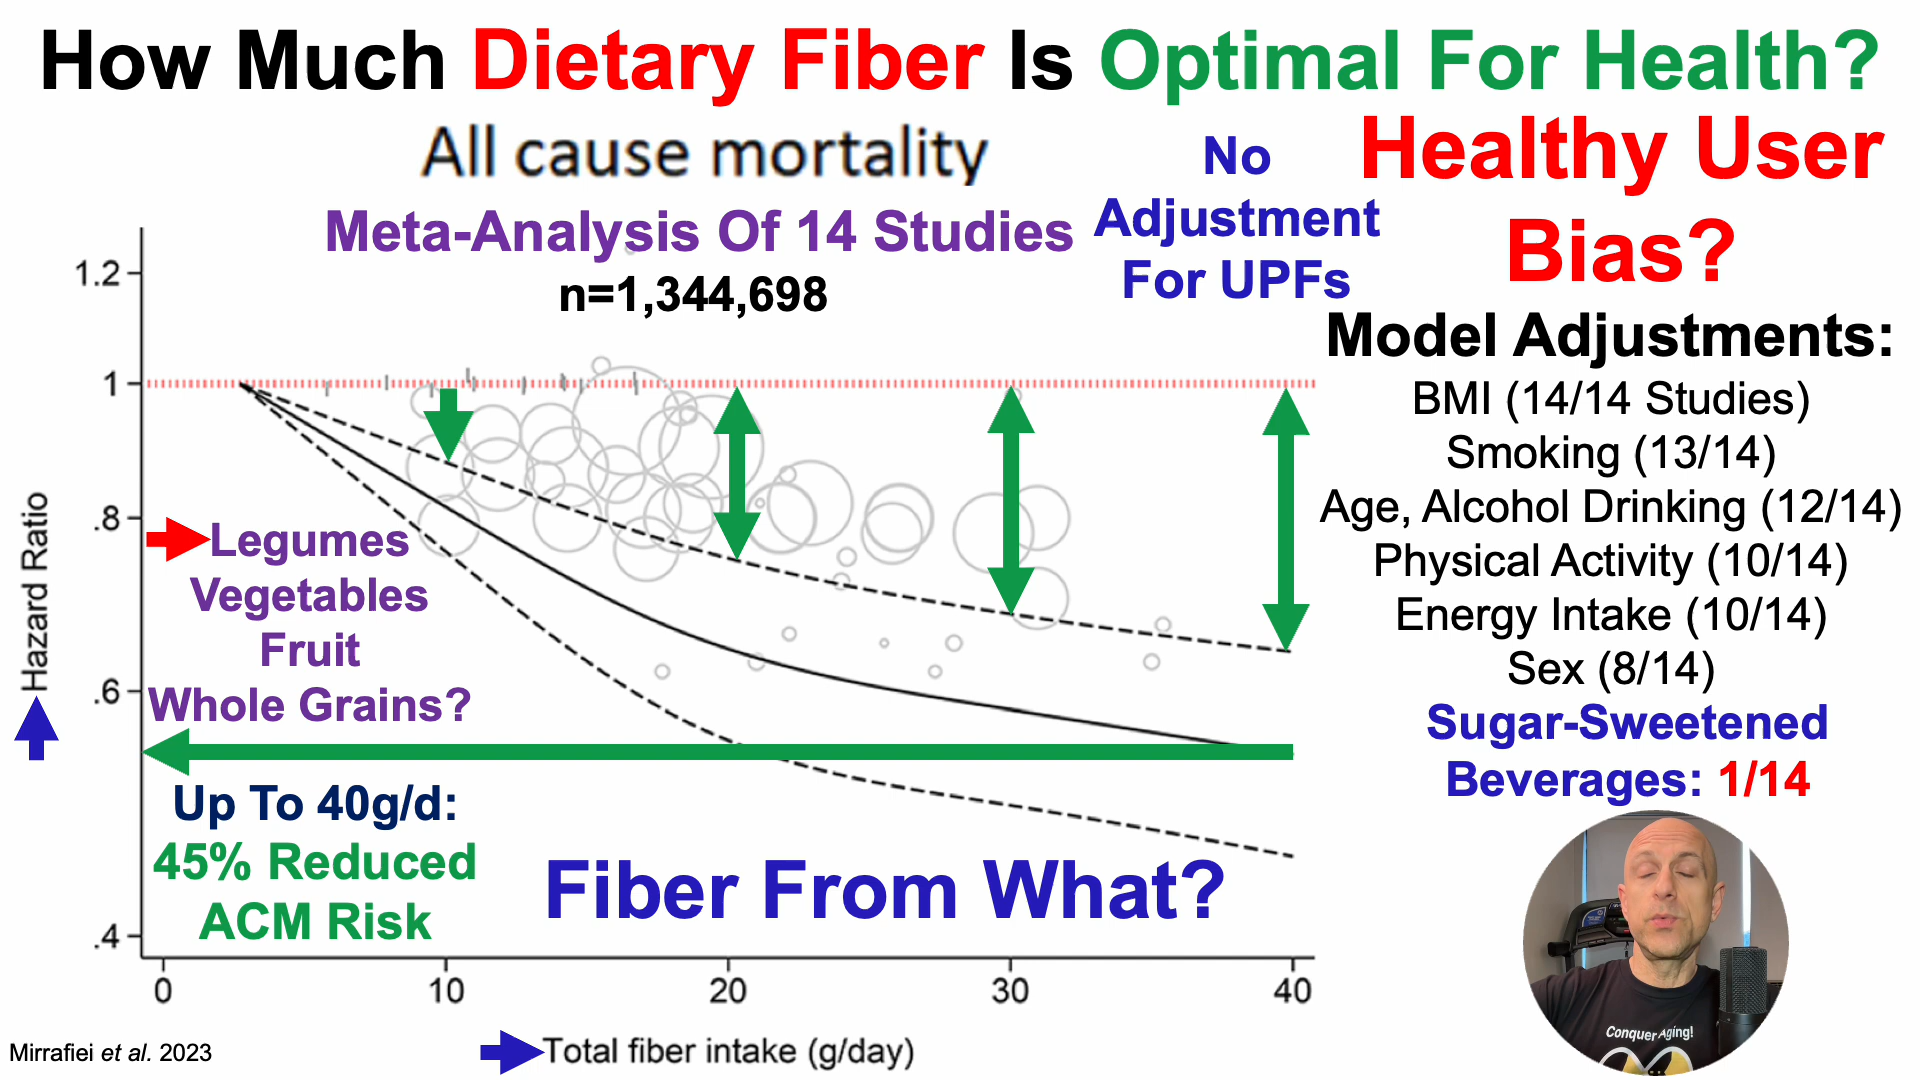 How Much Dietary Fiber Is Optimal For Health?
All cause mortality
Meta-Analysis Of 14 Studies
n=1,344,698
No
Adjustment
For UPFs
Healthy User
Bias?
Model Adjustments:
BMI (14/14 Studies)
Smoking (13/14)
Age, Alcohol Drinking (12/14)
Physical Activity (10/14)
Energy Intake (10/14)
Sex (8/14)
Sugar-Sweetened
Beverages: 1/14
1.2
1
.8
.6
.4
Hazard Ratio
Legumes
Vegetables
Fruit
Whole Grains?
Up To 40g/d:
45% Reduced
ACM Risk
Fiber From What?
0
10
20
30
40
Total fiber intake (g/day)
Mirrafiei et al. 2023
Conquer Aging!